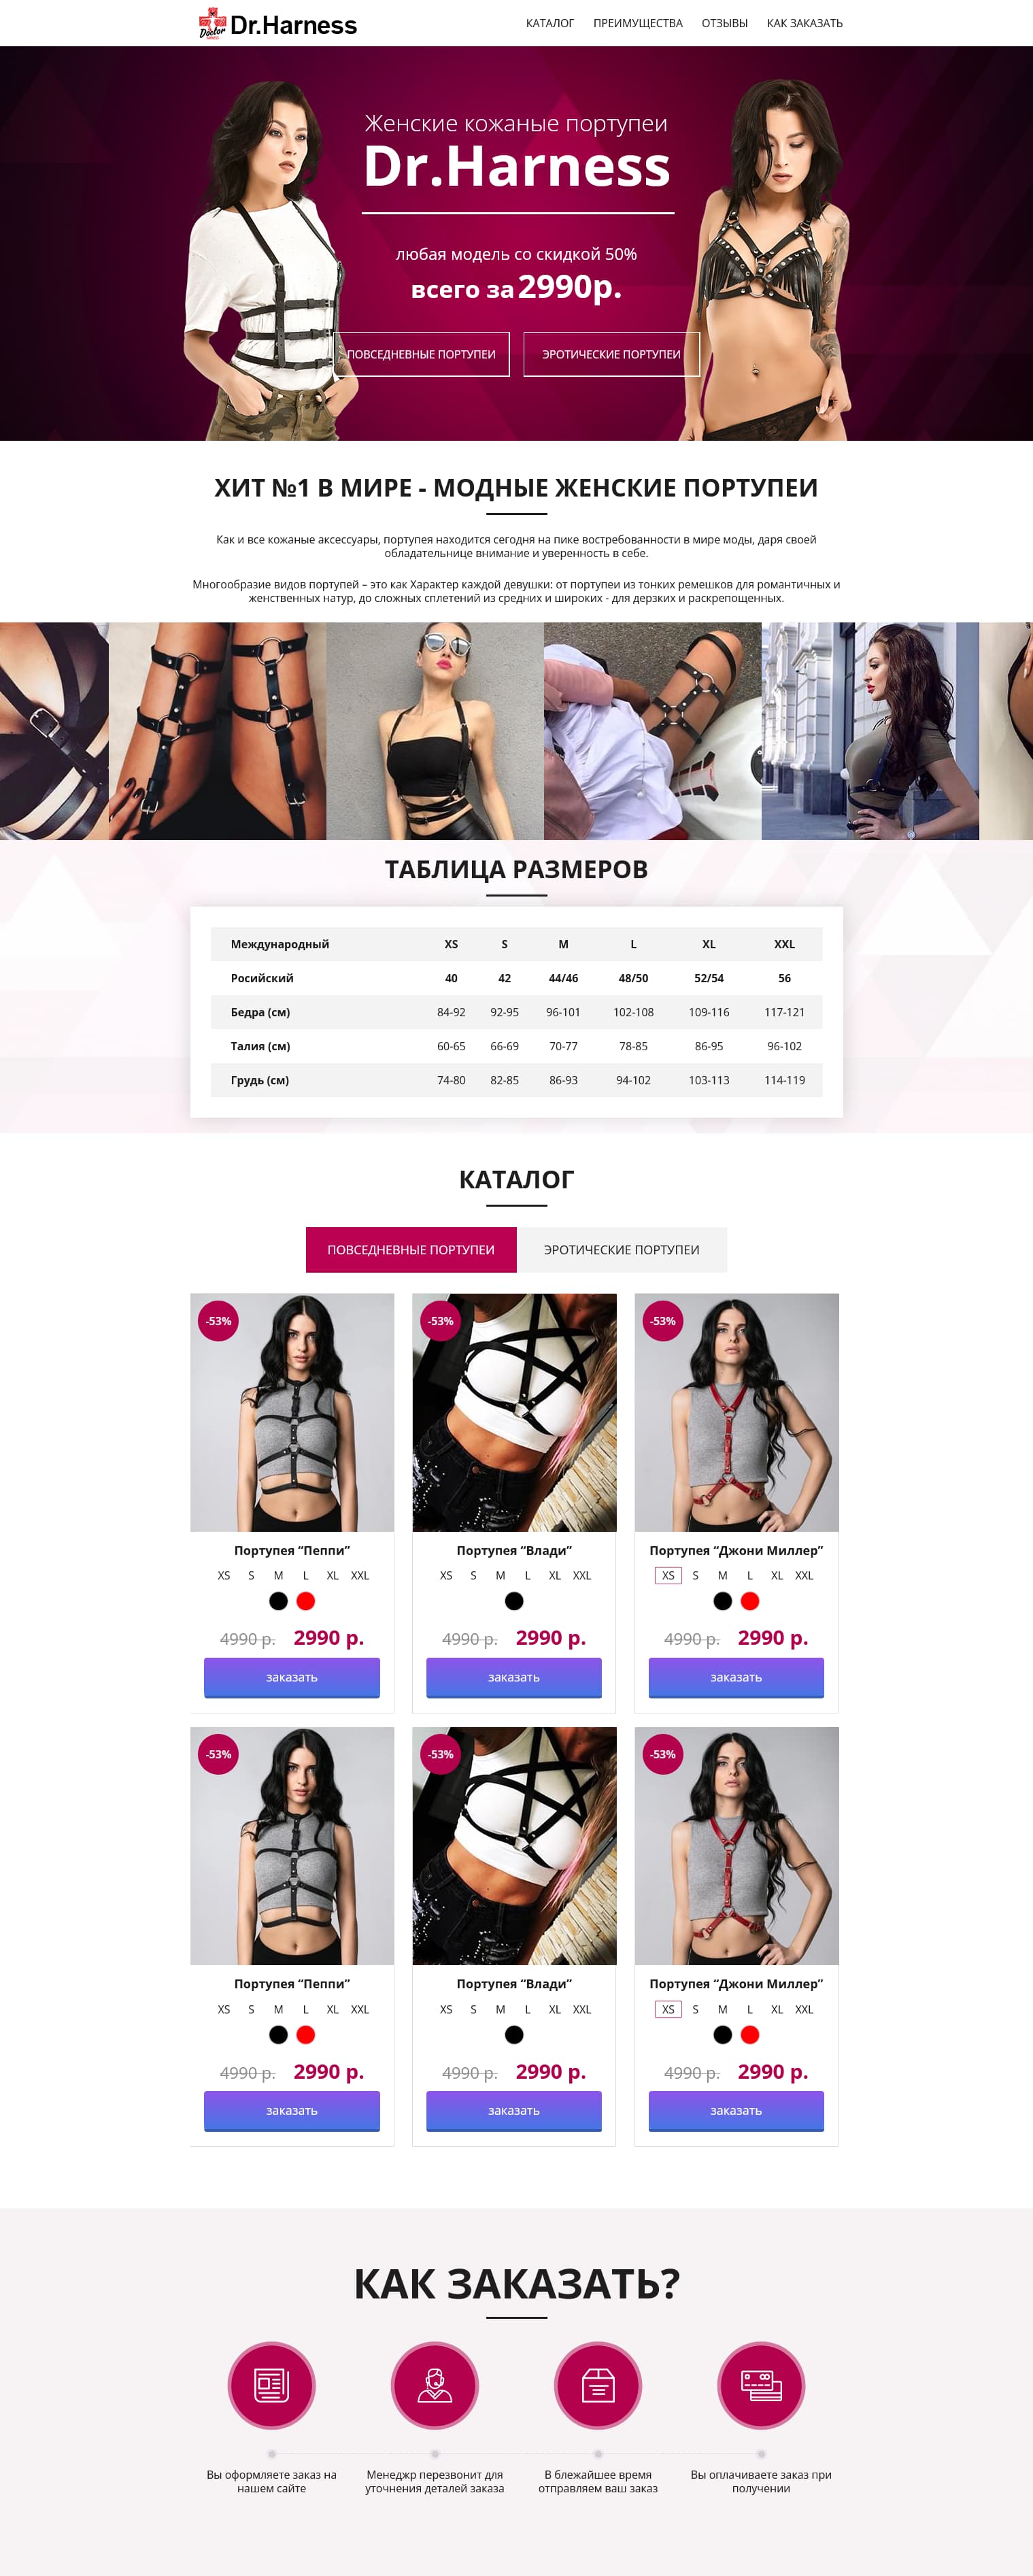 Doctor Dr.Harness
КАТАЛОГ ПРЕИМУЩЕСТВА ОТЗЫВЫ КАК ЗАКАЗАТЬ
Женские кожаные портупеи
Dr.Harness
любая модель со скидкой 50%
всего за 2990р.
ПОВСЕДНЕВНЫЕ ПОРТУПЕИ ЭРОТИЧЕСКИЕ ПОРТУПЕИ
ХИТ №1 В МИРЕ - МОДНЫЕ ЖЕНСКИЕ ПОРТУПЕИ
Как и все кожаные аксессуары, портупея находится сегодня на пике востребованности в мире моды, даря своей
обладательнице внимание и уверенность в себе.
Многообразие видов портупей – это как Характер каждой девушки: от портупеи из тонких ремешков для романтичных и
женственных натур, до сложных сплетений из средних и широких - для дерзких и раскрепощенных.
ТАБЛИЦА РАЗМЕРОВ
Международный XS S M L XL XXL
Росийский 40 42 44/46 48/50 52/54 56
Бедра (см) 84-92 92-95 96-101 102-108 109-116 117-121
Талия (см) 60-65 66-69 70-77 78-85 86-95 96-102
Грудь (см) 74-80 82-85 86-93 94-102 103-113 114-119
КАТАЛОГ
ПОВСЕДНЕВНЫЕ ПОРТУПЕИ ЭРОТИЧЕСКИЕ ПОРТУПЕИ
-53% -53% -53%
Портупея “Пеппи” Портупея “Влади” Портупея “Джони Миллер”
XS S M L XL XXL XS S M L XL XXL XS S M L XL XXL
4990 р. 2990 р. 4990 р. 2990 р. 4990 р. 2990 р.
заказать заказать заказать
-53% -53% -53%
Портупея “Пеппи” Портупея “Влади” Портупея “Джони Миллер”
XS S M L XL XXL XS S M L XL XXL XS S M L XL XXL
4990 р. 2990 р. 4990 р. 2990 р. 4990 р. 2990 р.
заказать заказать заказать
КАК ЗАКАЗАТЬ?
Вы оформляете заказ на
нашем сайте
Менеджр перезвонит для
уточнения деталей заказа
В ближейшее время
отправляем ваш заказ
Вы оплачиваете заказ при
получении